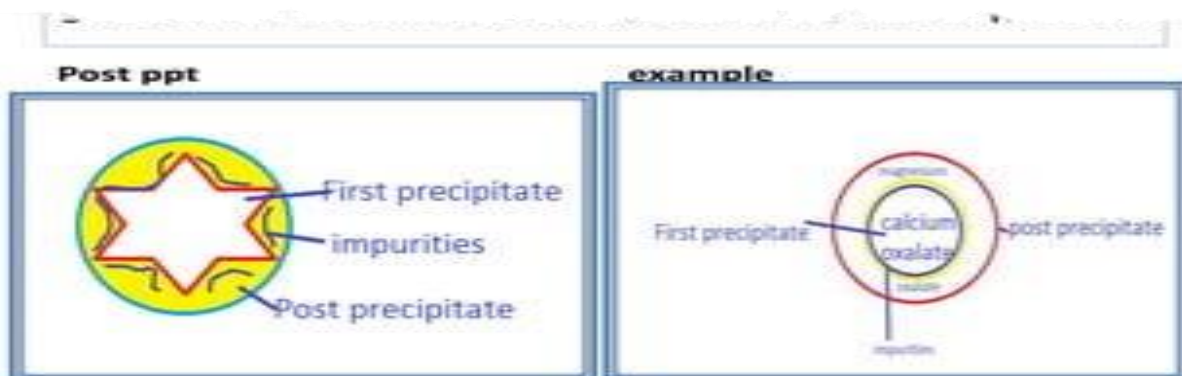 Post ppt
First precipitate
impurities
Post precipitate
example
magnesium
calcium
oxalate
First precipitate
post precipitate
oxalate
impurities